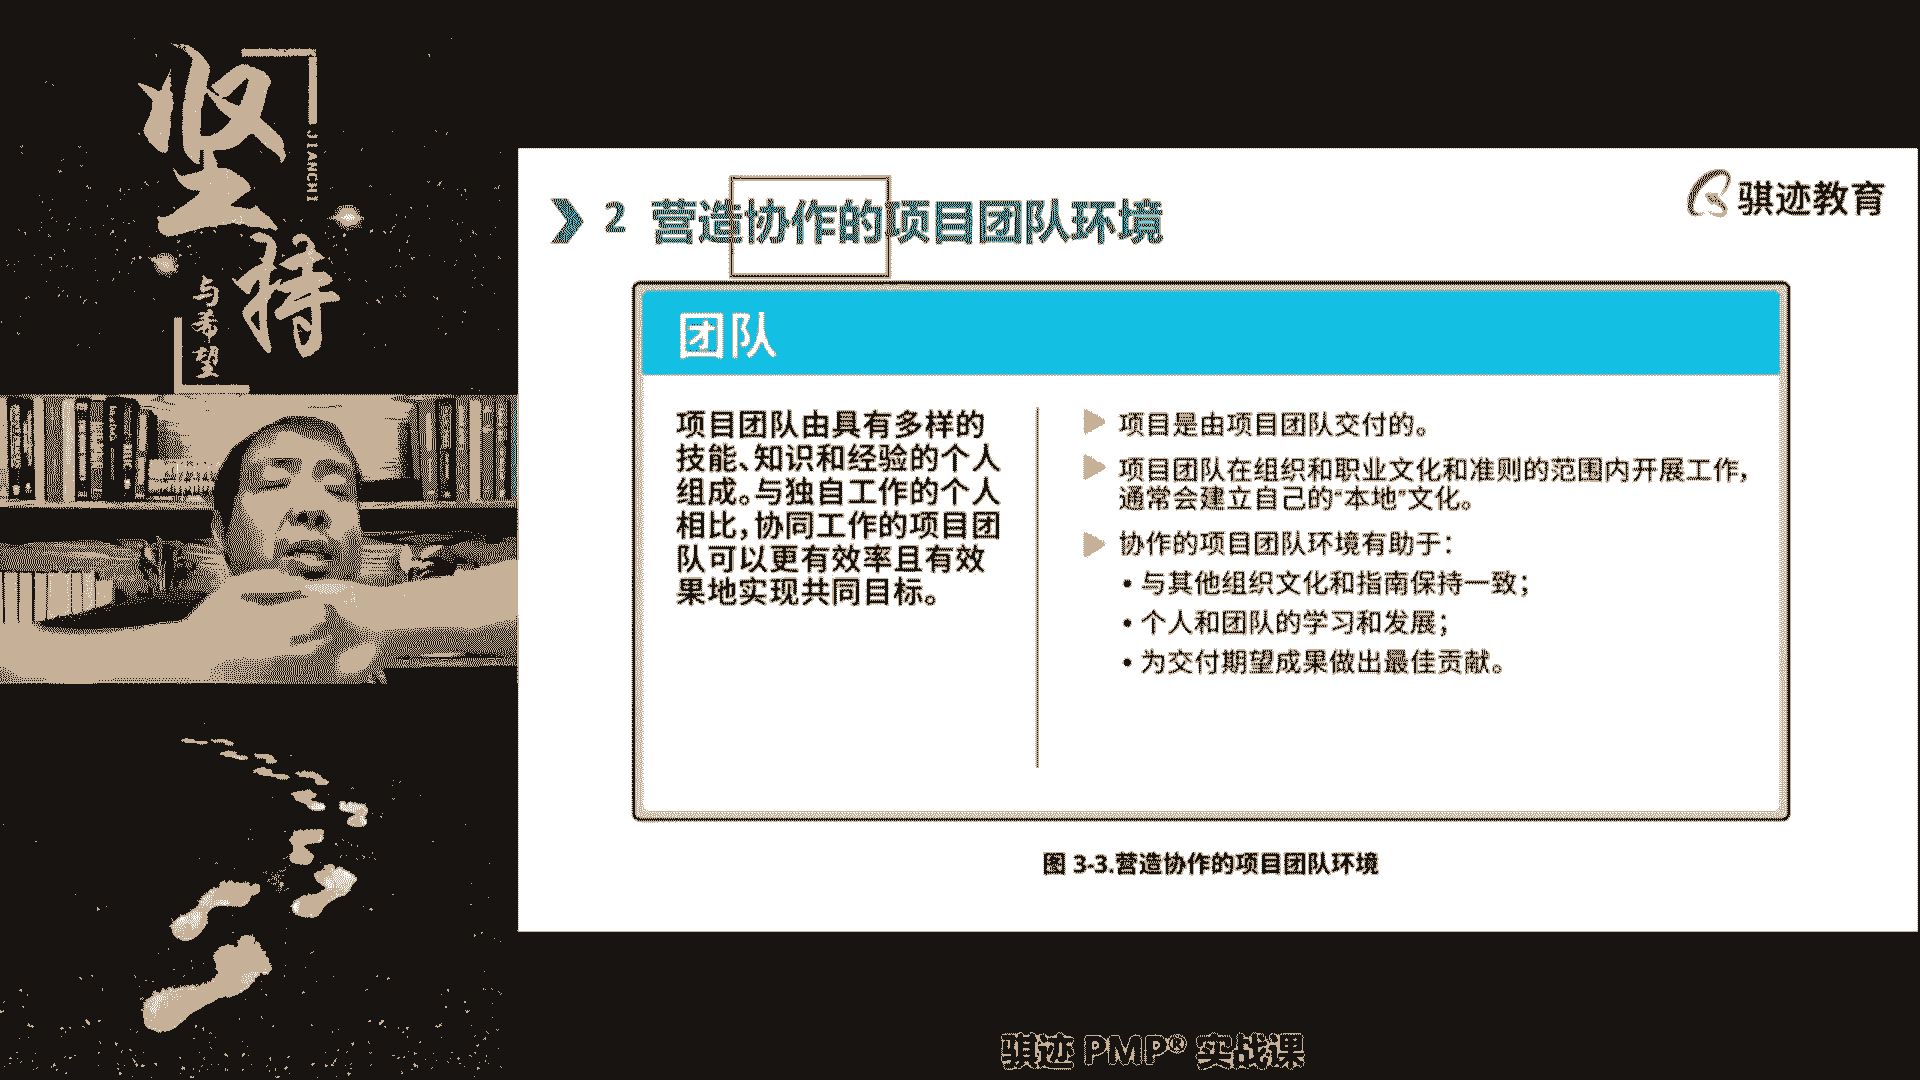 坚持
JIANCHI
与希望
骐迹教育
2 营造协作的项目团队环境
团队
项目团队由具有多样的
技能、知识和经验的个人
组成。与独自工作的个人
相比，协同工作的项目团
队可以更有效率且有效
果地实现共同目标。
项目是由项目团队交付的。
项目团队在组织和职业文化和准则的范围内开展工作，
通常会建立自己的“本地”文化。
协作的项目团队环境有助于：
• 与其他组织文化和指南保持一致；
• 个人和团队的学习和发展；
• 为交付期望成果做出最佳贡献。
图 3-3.营造协作的项目团队环境
骐迹 PMP® 实战课